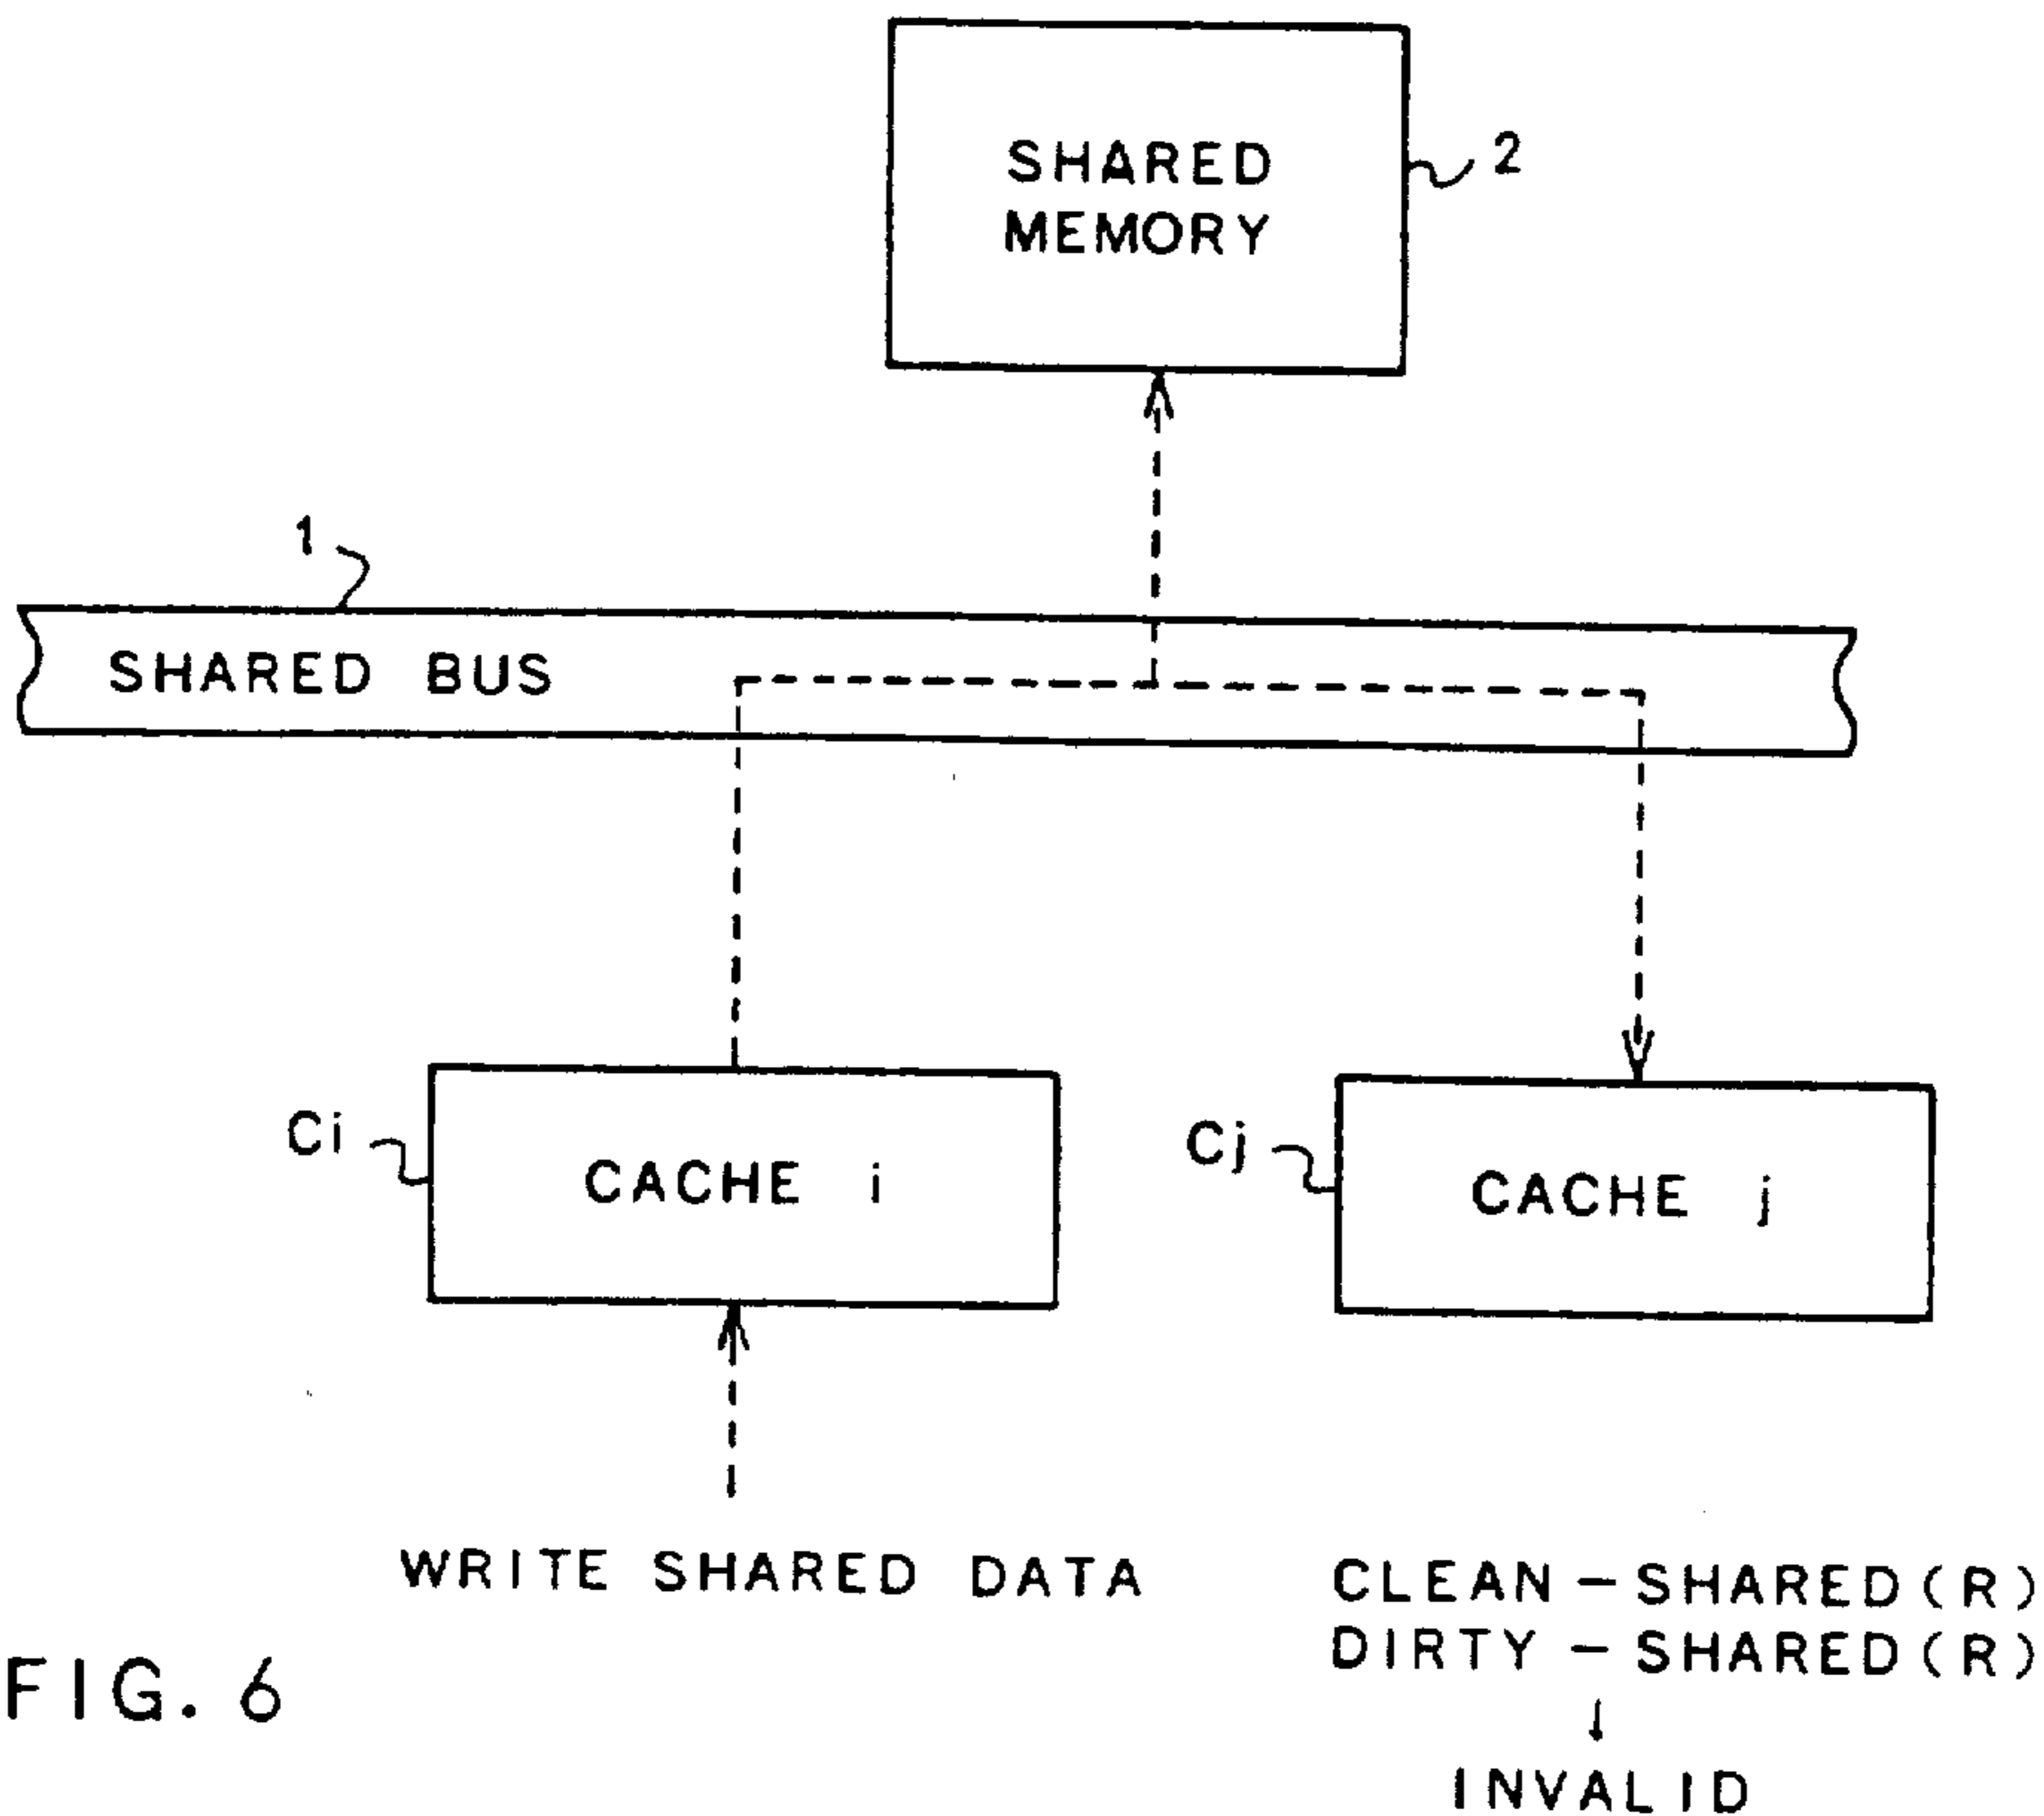 SHARED
MEMORY
2
1
SHARED BUS
Ci
CACHE i
Cj
CACHE j
WRITE SHARED DATA
CLEAN - SHARED(R)
DIRTY - SHARED(R)
INVALID
FIG. 6